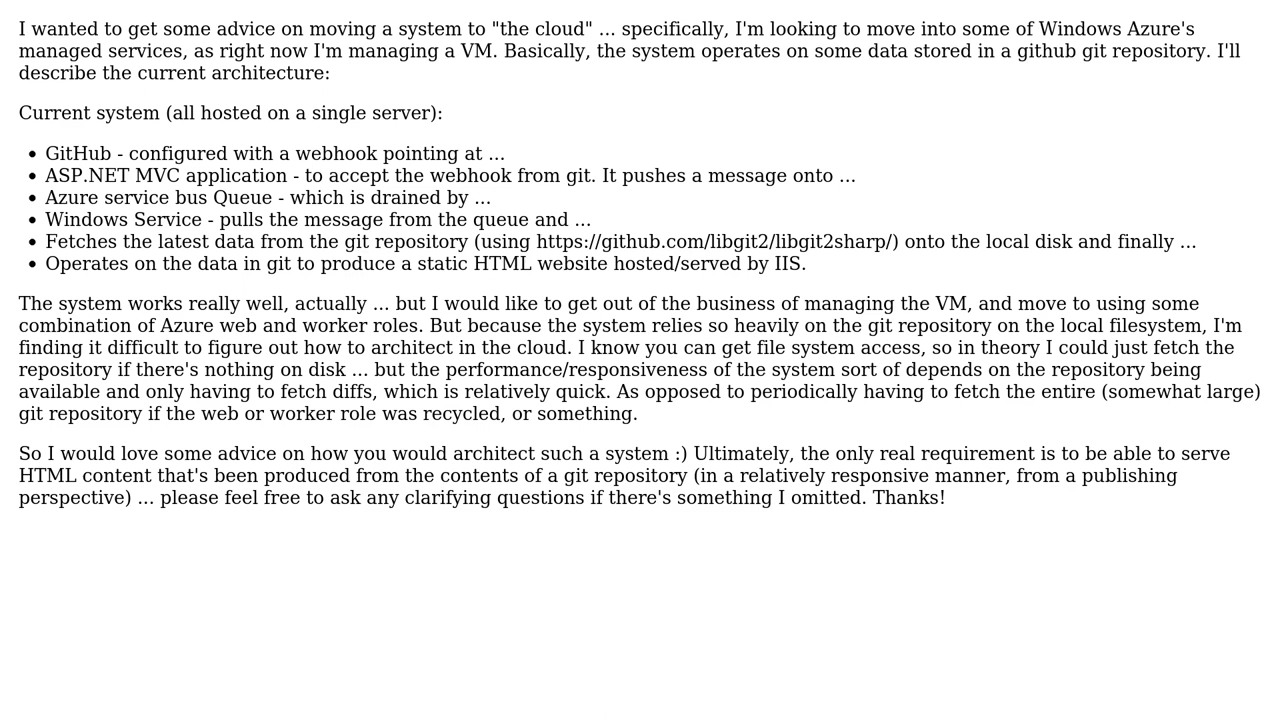 I wanted to get some advice on moving a system to "the cloud" ... specifically, I'm looking to move into some of Windows Azure's
managed services, as right now I'm managing a VM. Basically, the system operates on some data stored in a github git repository. I'll
describe the current architecture:
Current system (all hosted on a single server):
• GitHub - configured with a webhook pointing at ...
• ASP.NET MVC application - to accept the webhook from git. It pushes a message onto ...
• Azure service bus Queue - which is drained by ...
• Windows Service - pulls the message from the queue and ...
• Fetches the latest data from the git repository (using https://github.com/libgit2/libgit2sharp/) onto the local disk and finally ...
• Operates on the data in git to produce a static HTML website hosted/served by IIS.
The system works really well, actually ... but I would like to get out of the business of managing the VM, and move to using some
combination of Azure web and worker roles. But because the system relies so heavily on the git repository on the local filesystem, I'm
finding it difficult to figure out how to architect in the cloud. I know you can get file system access, so in theory I could just fetch the
repository if there's nothing on disk ... but the performance/responsiveness of the system sort of depends on the repository being
available and only having to fetch diffs, which is relatively quick. As opposed to periodically having to fetch the entire (somewhat large)
git repository if the web or worker role was recycled, or something.
So I would love some advice on how you would architect such a system :) Ultimately, the only real requirement is to be able to serve
HTML content that's been produced from the contents of a git repository (in a relatively responsive manner, from a publishing
perspective) ... please feel free to ask any clarifying questions if there's something I omitted. Thanks!